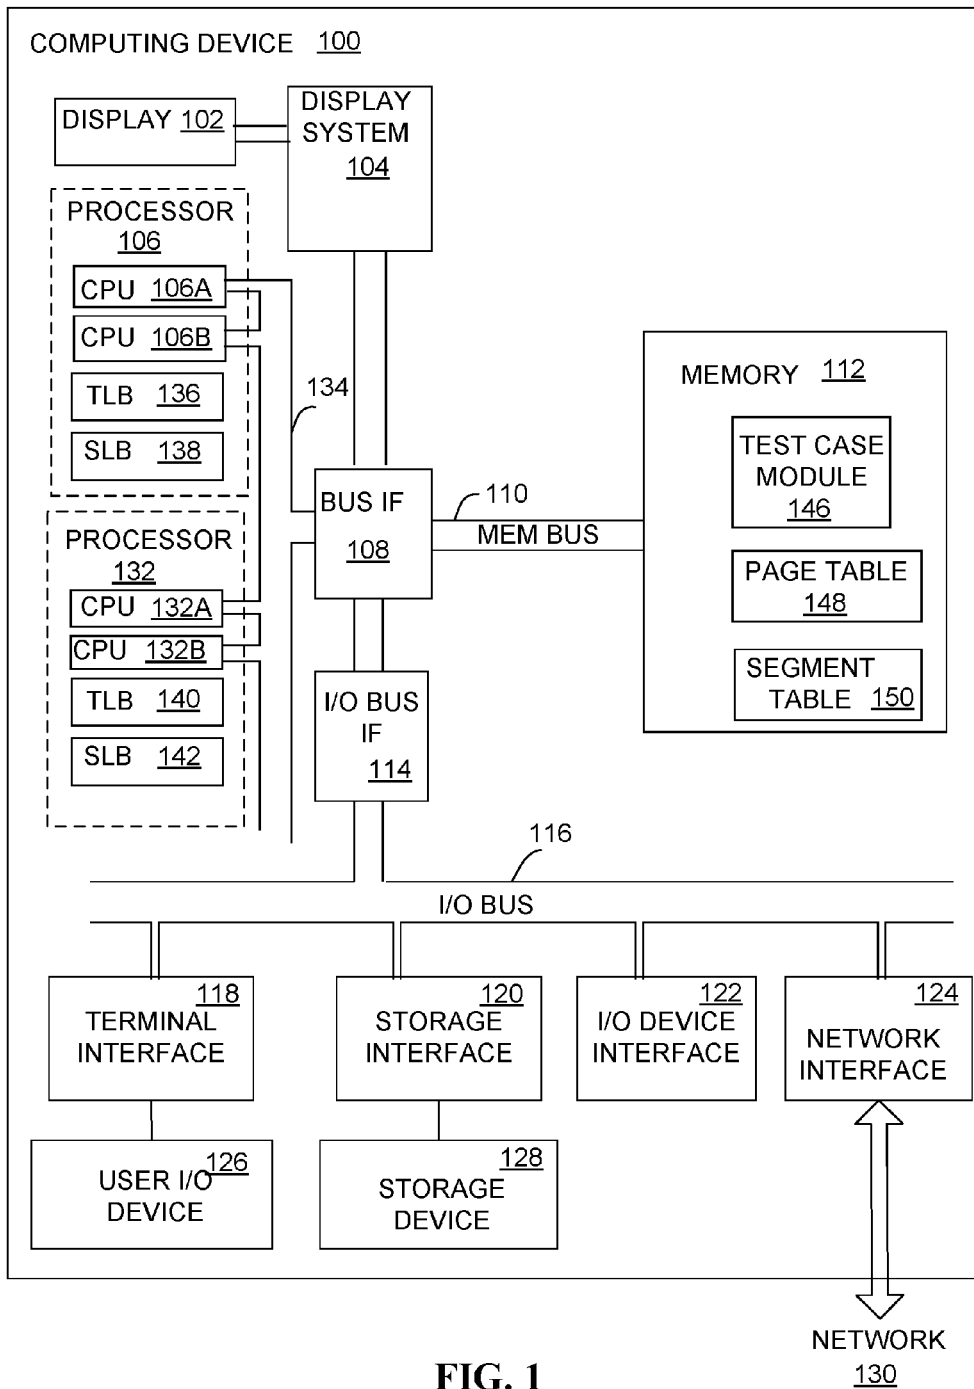 COMPUTING DEVICE 100
DISPLAY 102
DISPLAY
SYSTEM
104
PROCESSOR
106
CPU 106A
CPU 106B
TLB 136
SLB 138
134
PROCESSOR
132
CPU 132A
CPU 132B
TLB 140
SLB 142
BUS IF
108
110
MEM BUS
MEMORY 112
TEST CASE
MODULE
146
PAGE TABLE
148
SEGMENT
TABLE 150
I/O BUS
IF
114
116
I/O BUS
118
TERMINAL
INTERFACE
120
STORAGE
INTERFACE
122
I/O DEVICE
INTERFACE
124
NETWORK
INTERFACE
126
USER I/O
DEVICE
128
STORAGE
DEVICE
NETWORK
130
FIG. 1